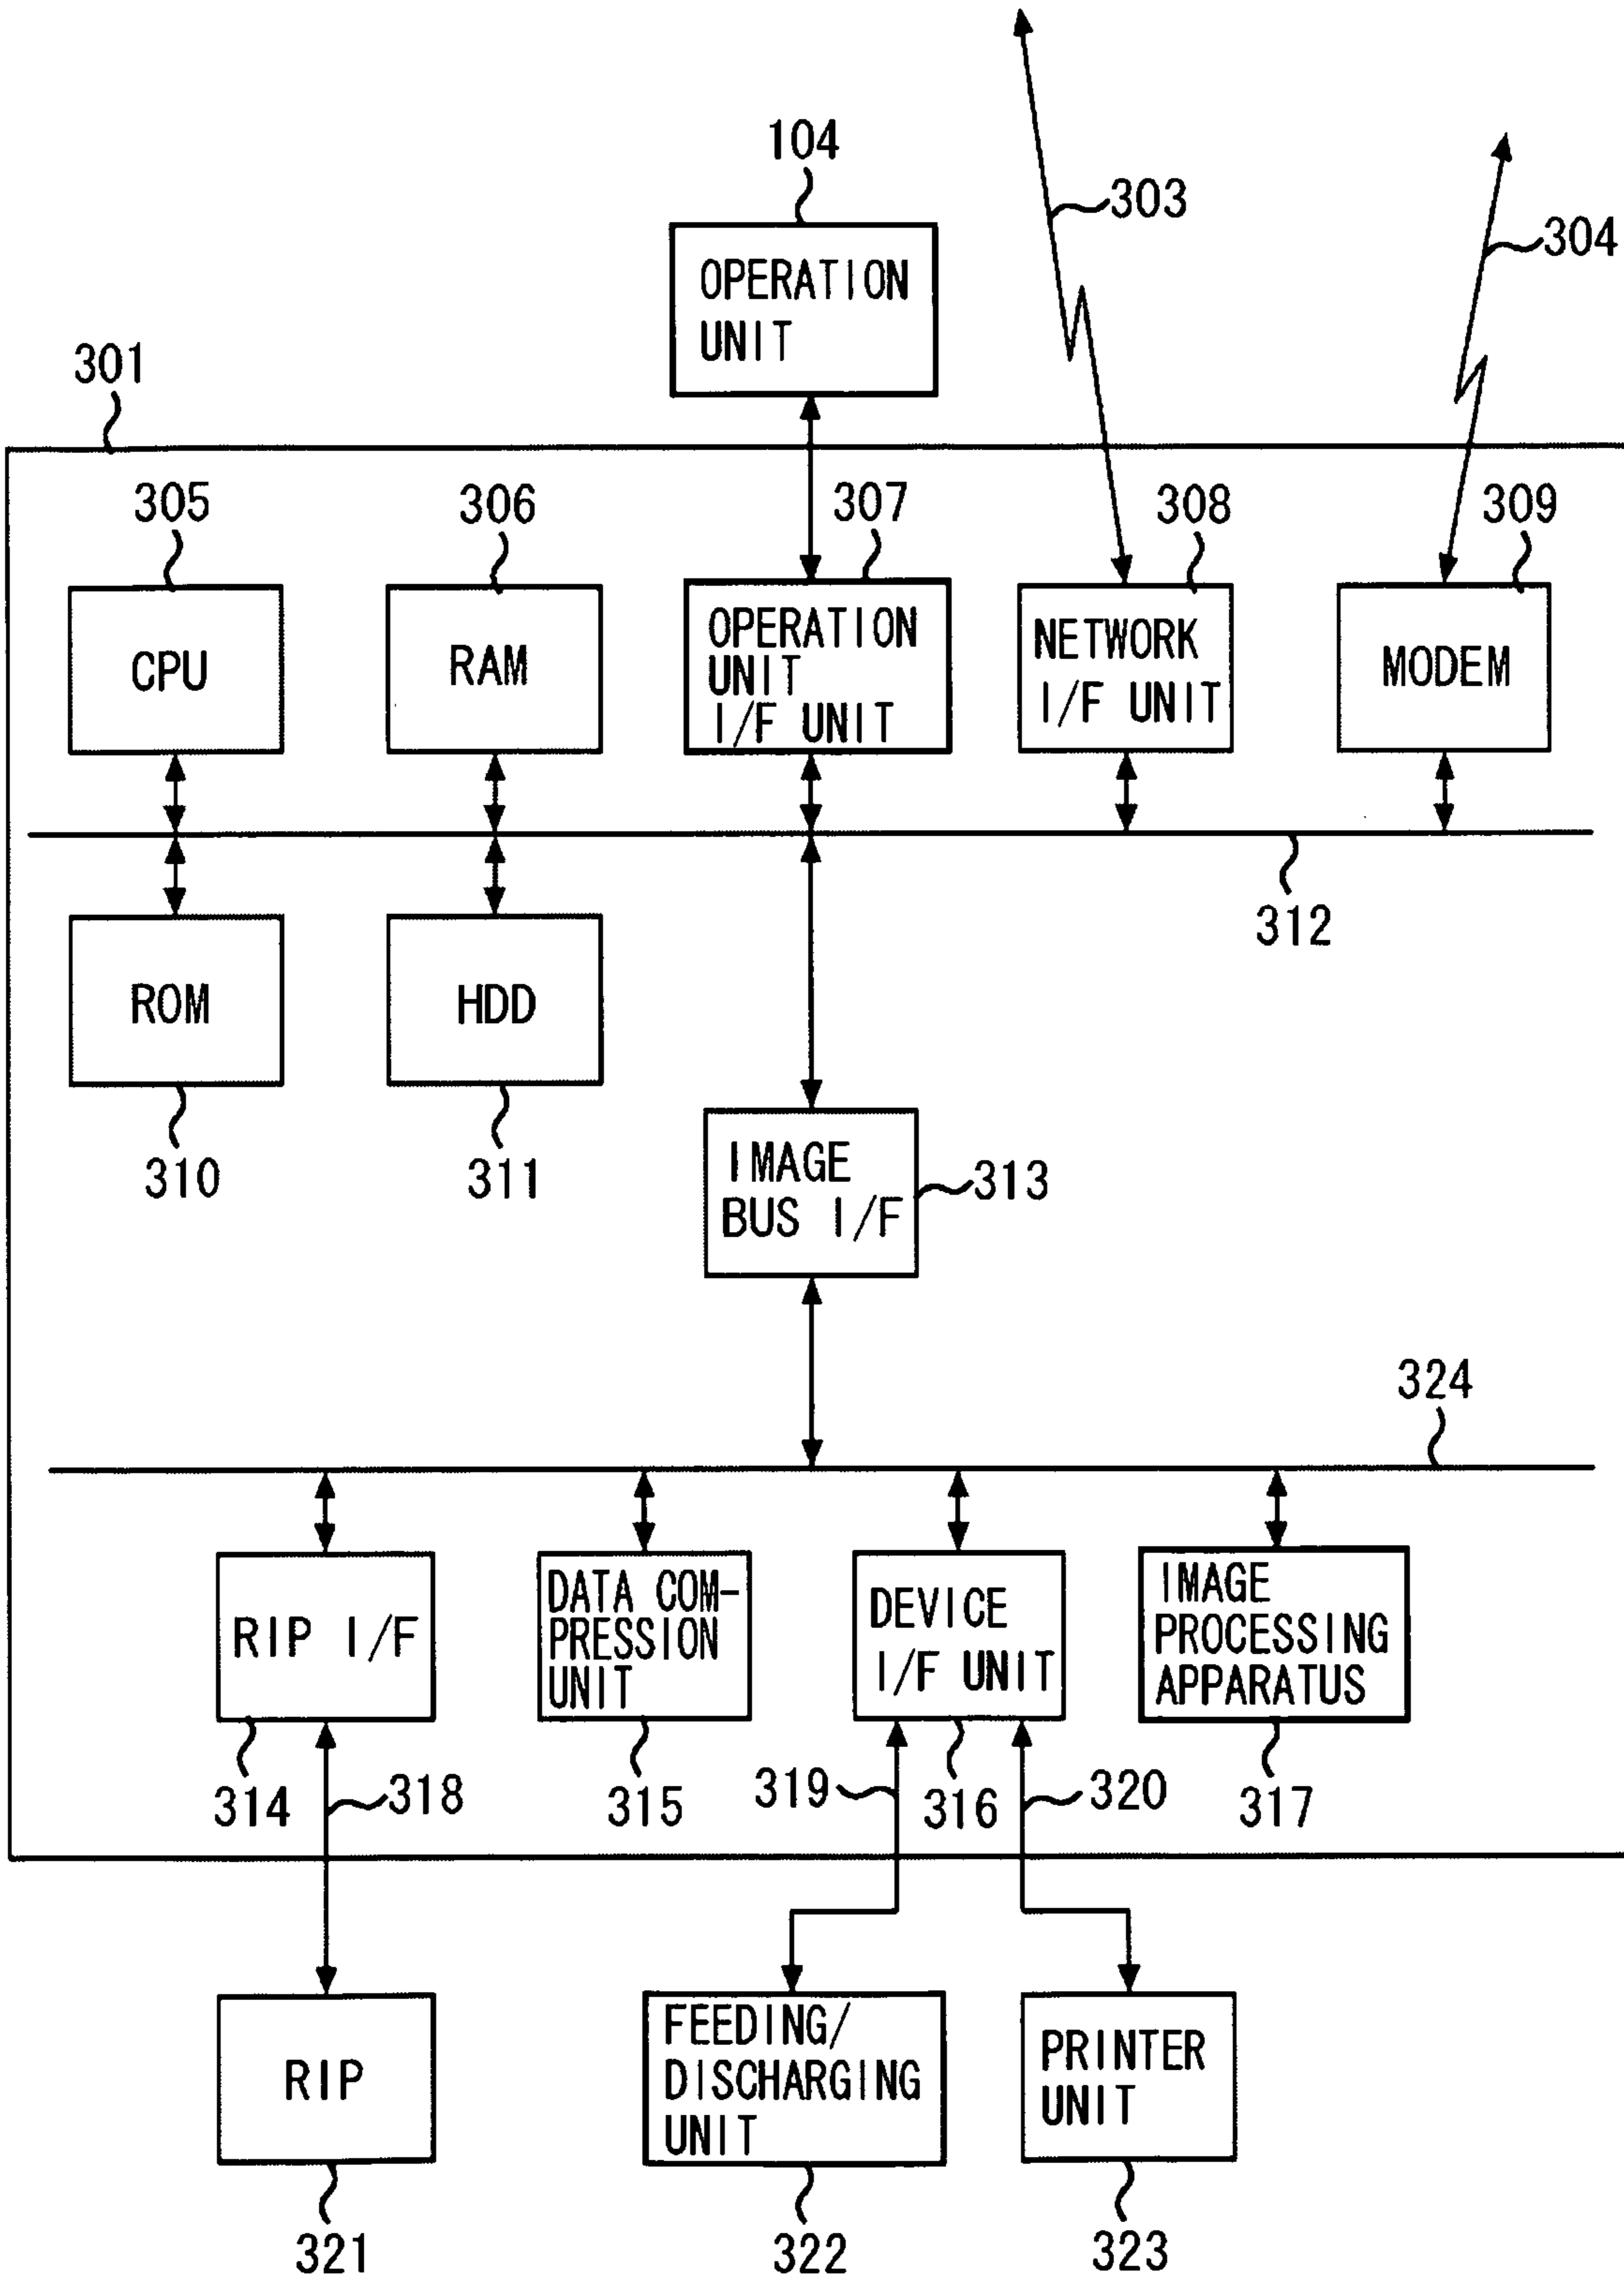 104
303
304
OPERATION
UNIT
301
305
306
307
308
309
CPU
RAM
OPERATION
UNIT
I/F UNIT
NETWORK
I/F UNIT
MODEM
312
ROM
HDD
310
311
IMAGE
BUS I/F
313
324
RIP I/F
DATA COM-
PRESSION
UNIT
DEVICE
I/F UNIT
IMAGE
PROCESSING
APPARATUS
314
318
315
319
316
320
317
RIP
FEEDING/
DISCHARGING
UNIT
PRINTER
UNIT
321
322
323